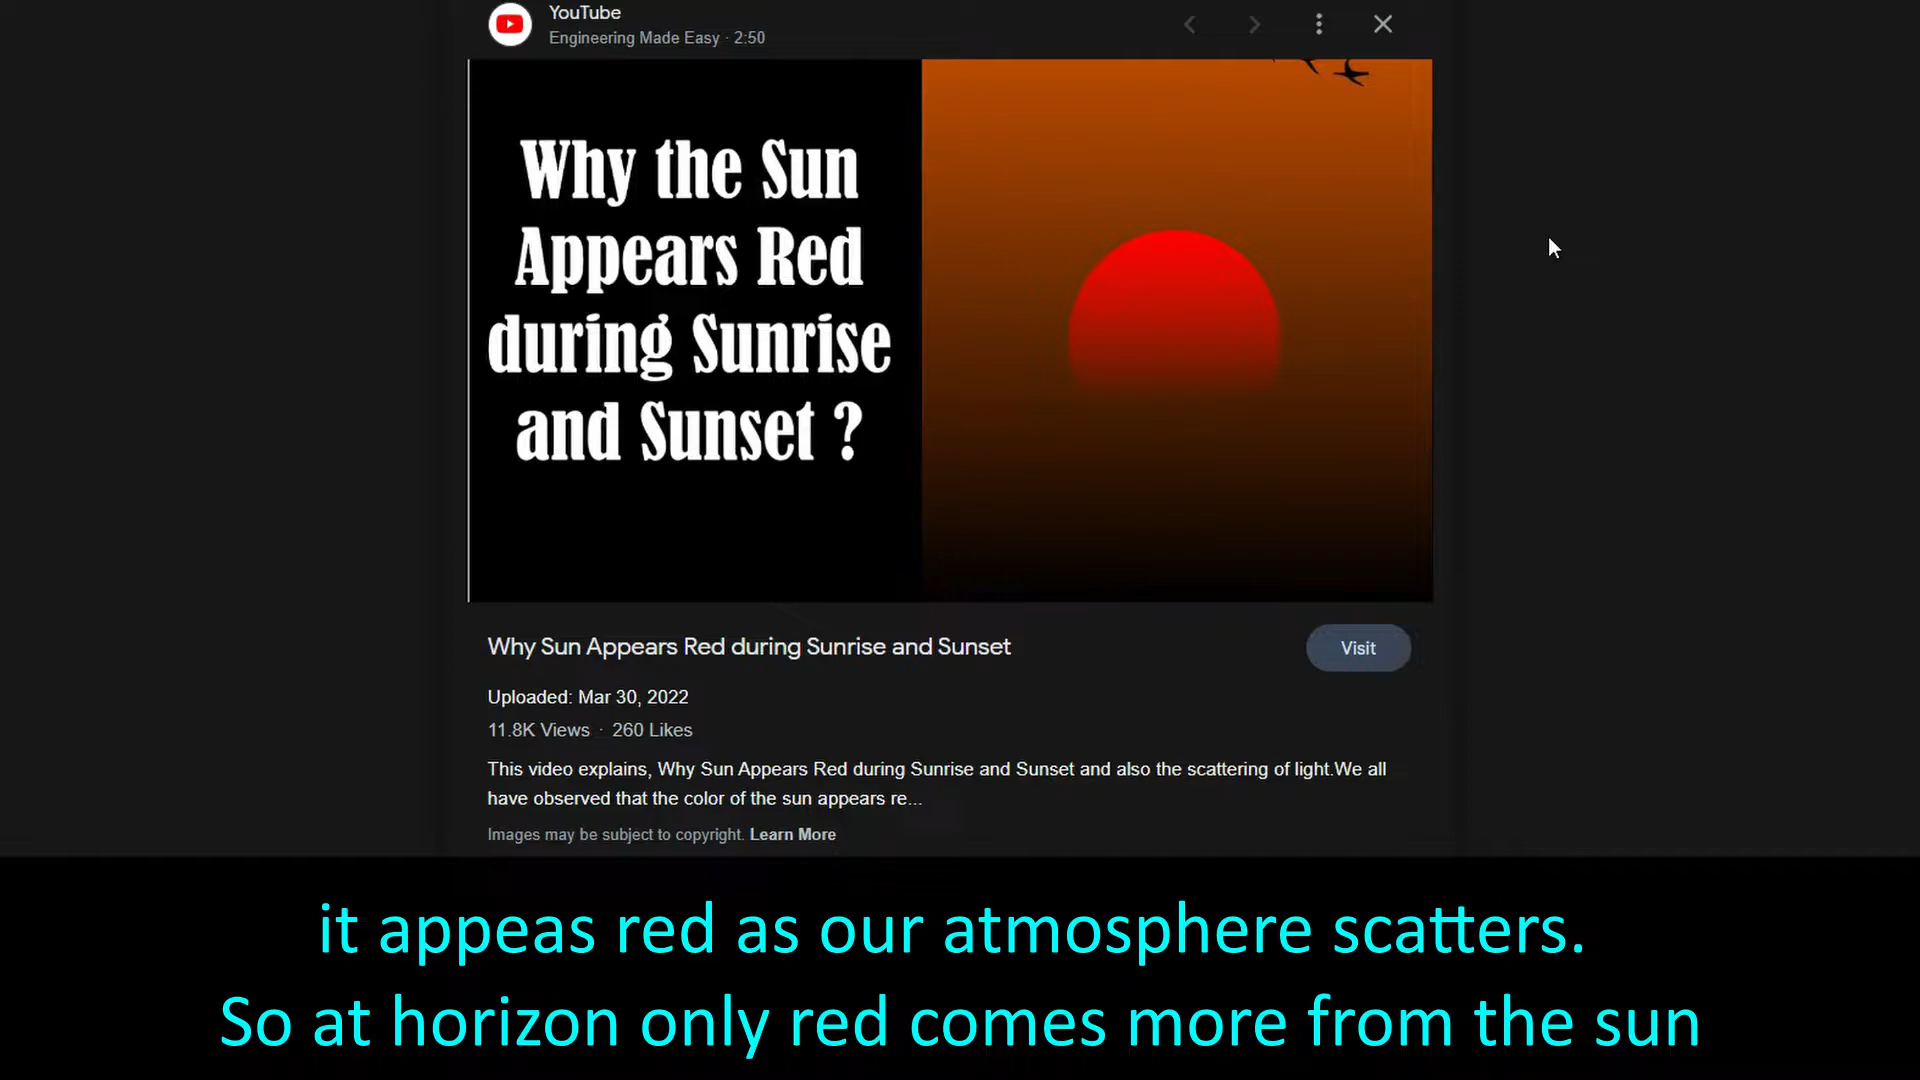 YouTube
Engineering Made Easy · 2:50
Why the Sun
Appears Red
during Sunrise
and Sunset ?
Why Sun Appears Red during Sunrise and Sunset
Visit
Uploaded: Mar 30, 2022
11.8K Views · 260 Likes
This video explains, Why Sun Appears Red during Sunrise and Sunset and also the scattering of light.We all
have observed that the color of the sun appears re...
Images may be subject to copyright. Learn More
it appeas red as our atmosphere scatters.
So at horizon only red comes more from the sun